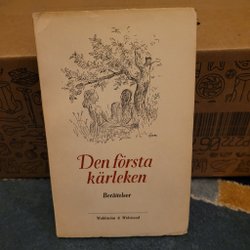 Den första
kärleken
Berättelser
Wahlström & Widstrand